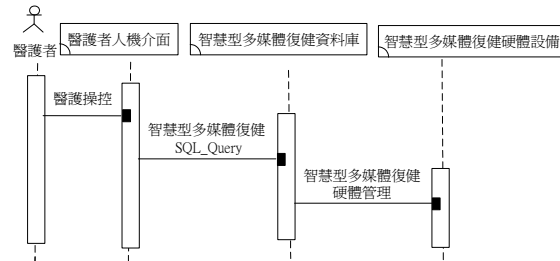 醫護者
醫護者人機介面
智慧型多媒體復健資料庫
智慧型多媒體復健硬體設備
醫護操控
智慧型多媒體復健
SQL_Query
智慧型多媒體復健
硬體管理